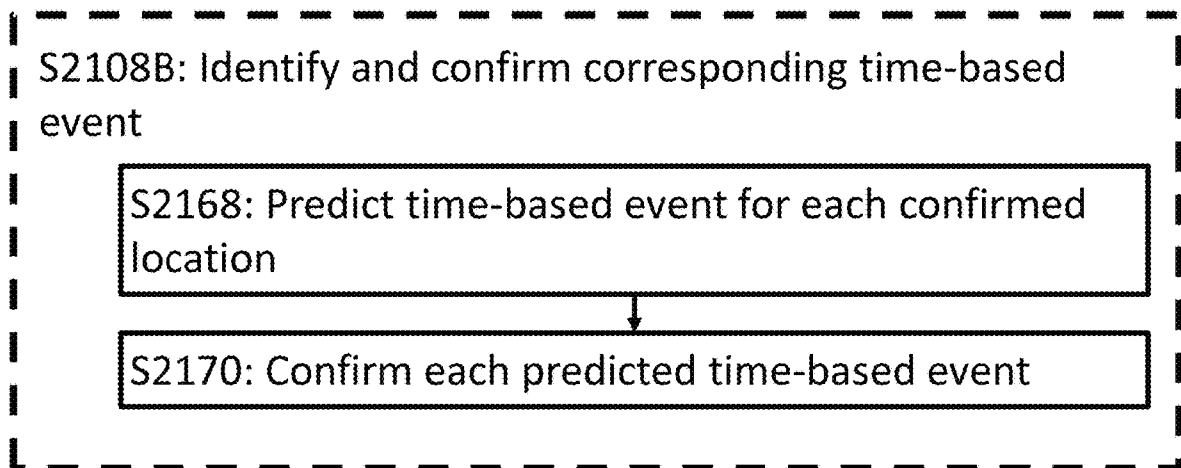 S2108B: Identify and confirm corresponding time-based
event
S2168: Predict time-based event for each confirmed
location
S2170: Confirm each predicted time-based event